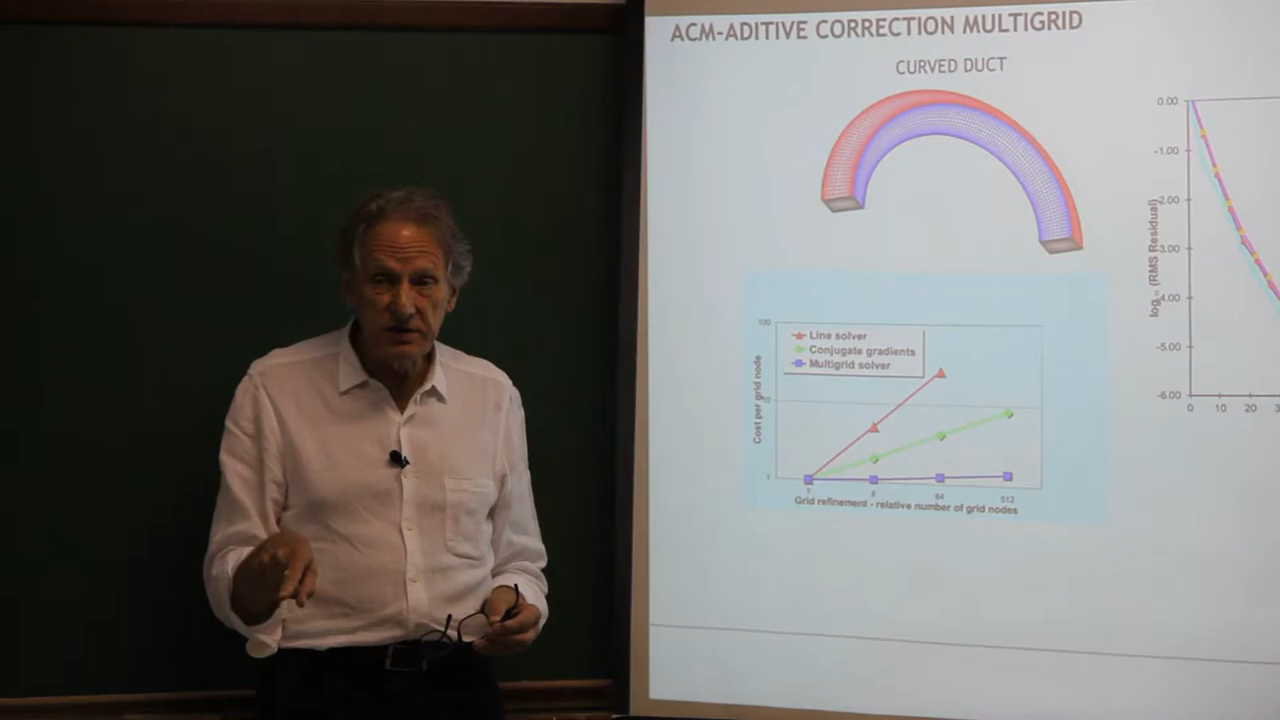 ACM-ADITIVE CORRECTION MULTIGRID
CURVED DUCT
100
10
1
Cost per grid node
Line solver
Conjugate gradients
Multigrid solver
1
8
64
512
Grid refinement - relative number of grid nodes
0.00
-1.00
-2.00
-3.00
-4.00
-5.00
-6.00
(RMS Residual)
0
10
20